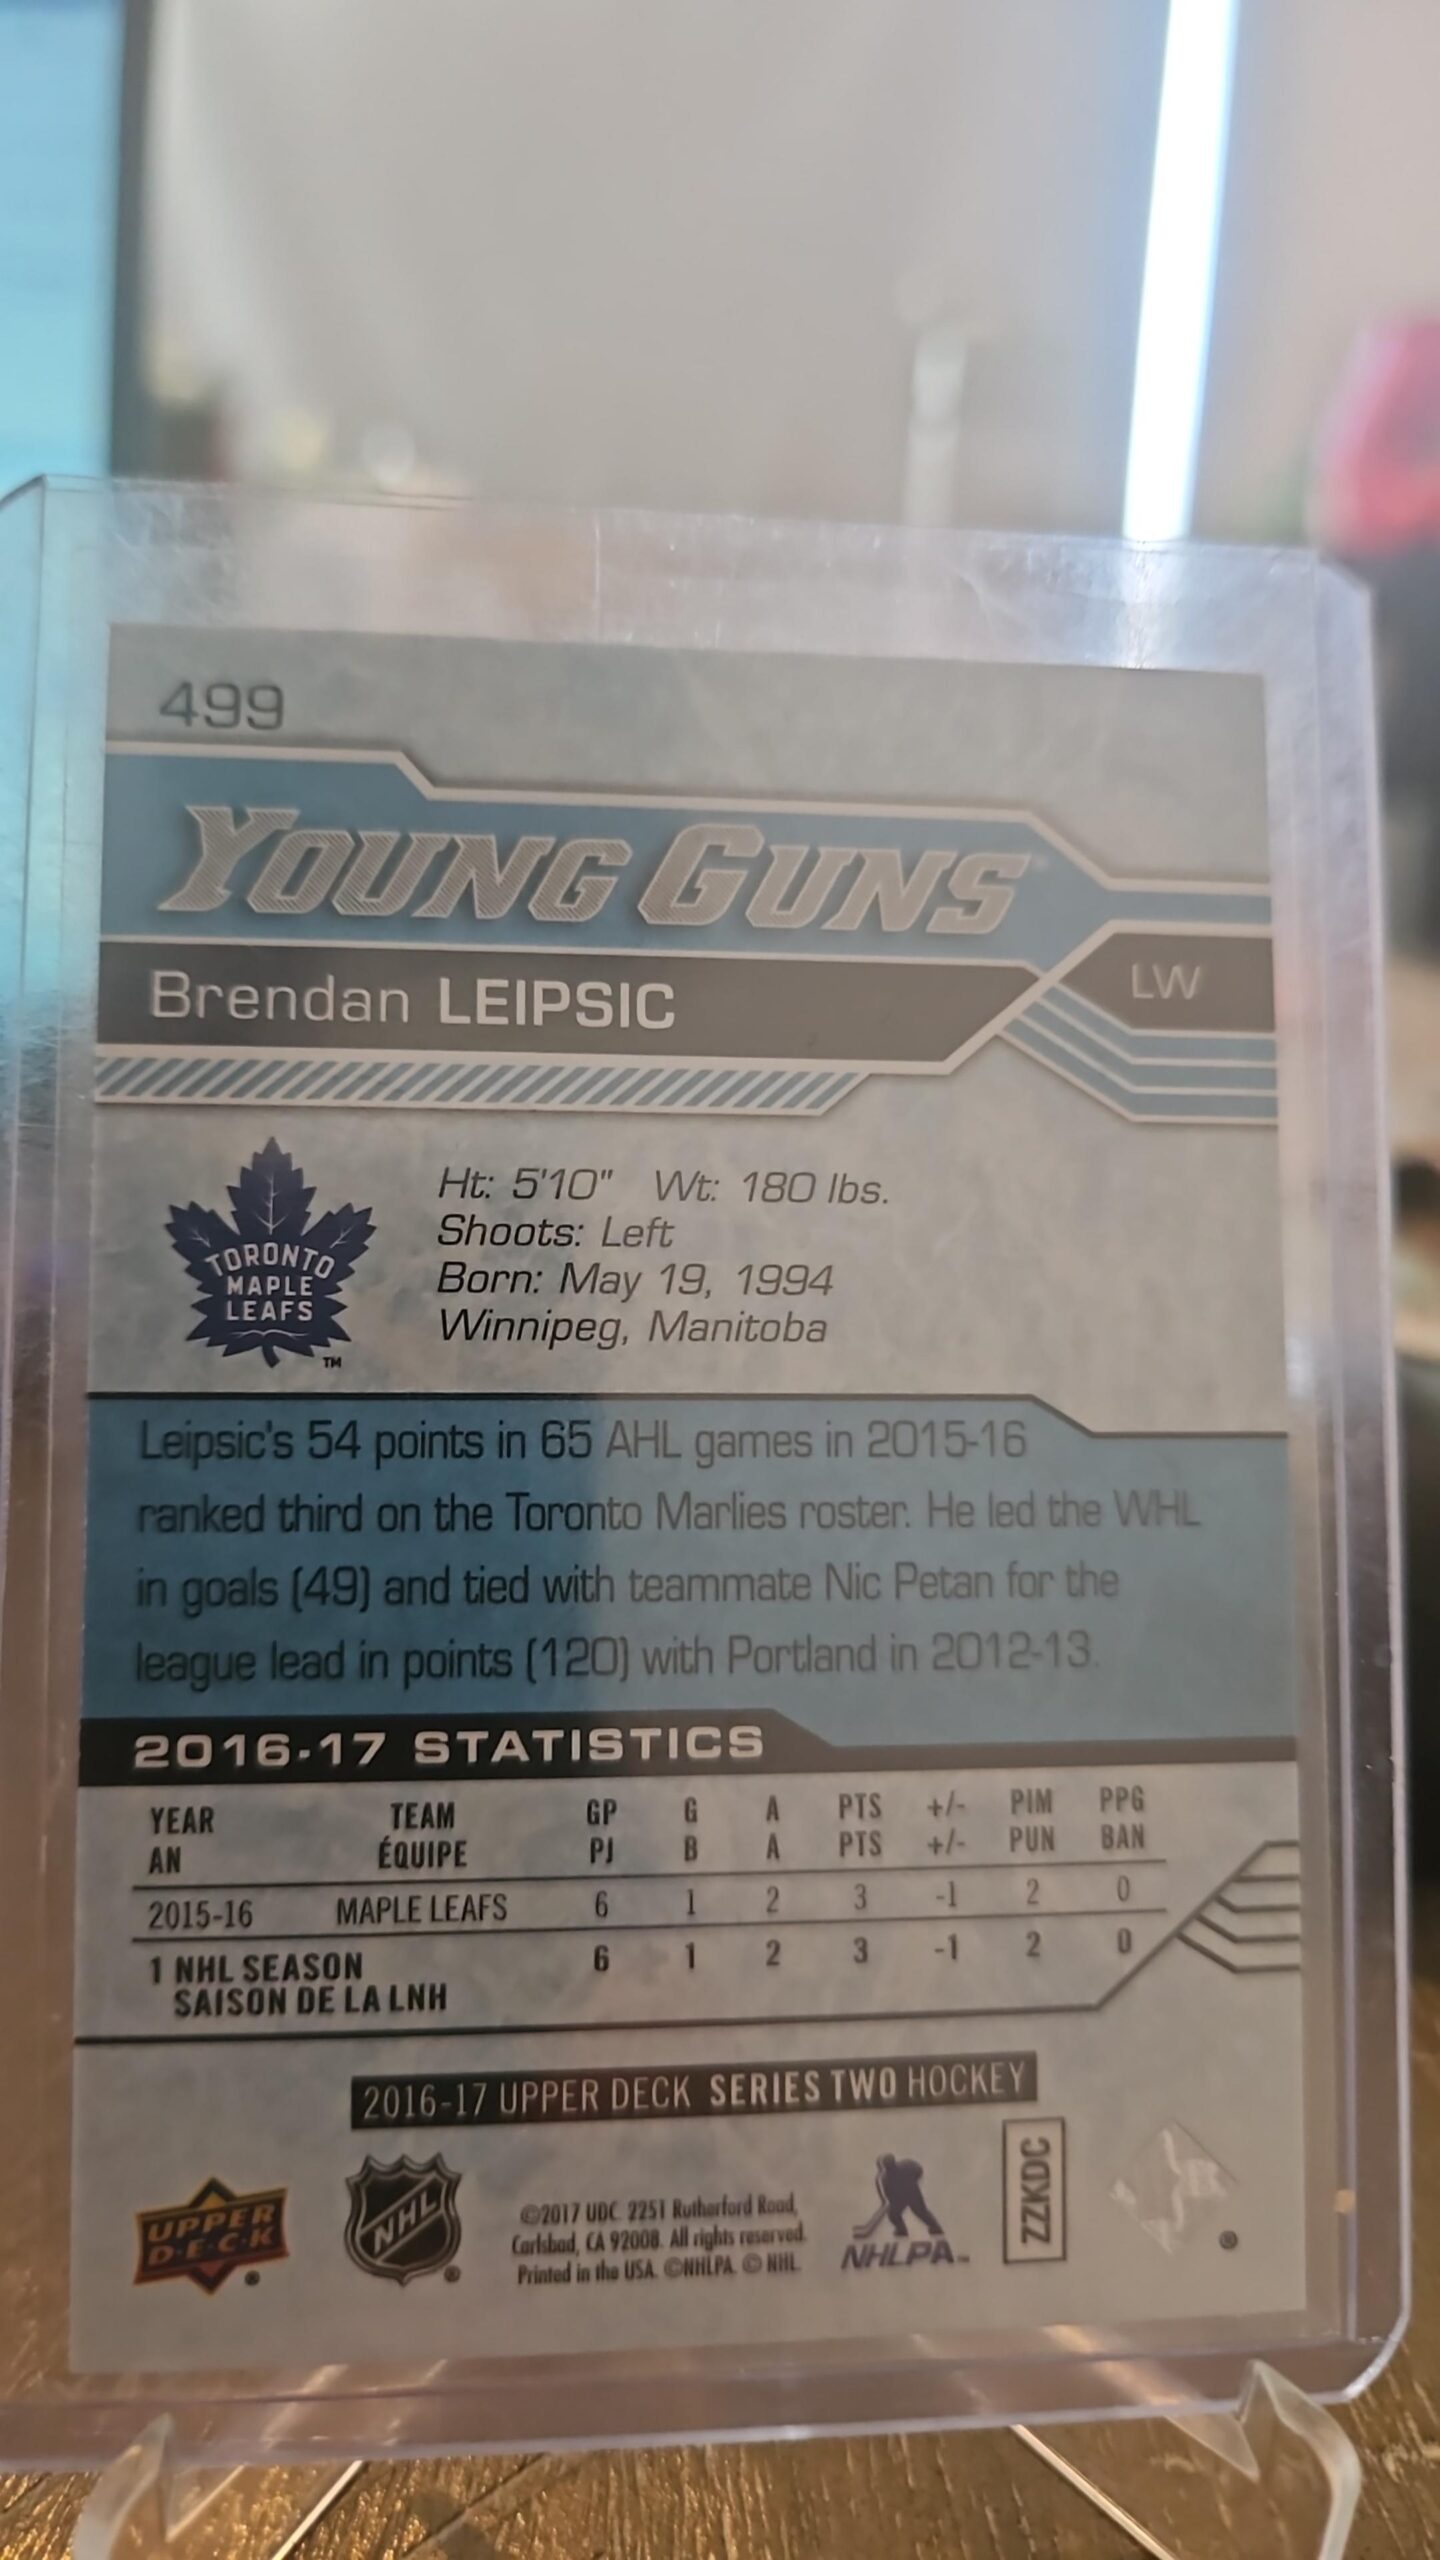 499
YOUNG GUNS
Brendan LEIPSIC
LW
TORONTO
MAPLE
LEAFS
TM
Ht: 5'10" Wt: 180 lbs.
Shoots: Left
Born: May 19, 1994
Winnipeg, Manitoba
Leipsic's 54 points in 65 AHL games in 2015-16
ranked third on the Toronto Marlies roster. He led the WHL
in goals (49) and tied with teammate Nic Petan for the
league lead in points (120) with Portland in 2012-13.
2016-17 STATISTICS
YEAR TEAM GP G A PTS +/- PIM PPG
AN ÉQUIPE PJ B A PTS +/- PUN BAN
2015-16 MAPLE LEAFS 6 1 2 3 -1 2 0
1 NHL SEASON 6 1 2 3 -1 2 0
SAISON DE LA LNH
2016-17 UPPER DECK SERIES TWO HOCKEY
UPPER
D·E·C·K
®
NHL
®
©2017 UDC. 2251 Rutherford Road,
Carlsbad, CA 92008. All rights reserved.
Printed in the USA. ©NHLPA. © NHL.
NHLPA™
ZZKDC
®